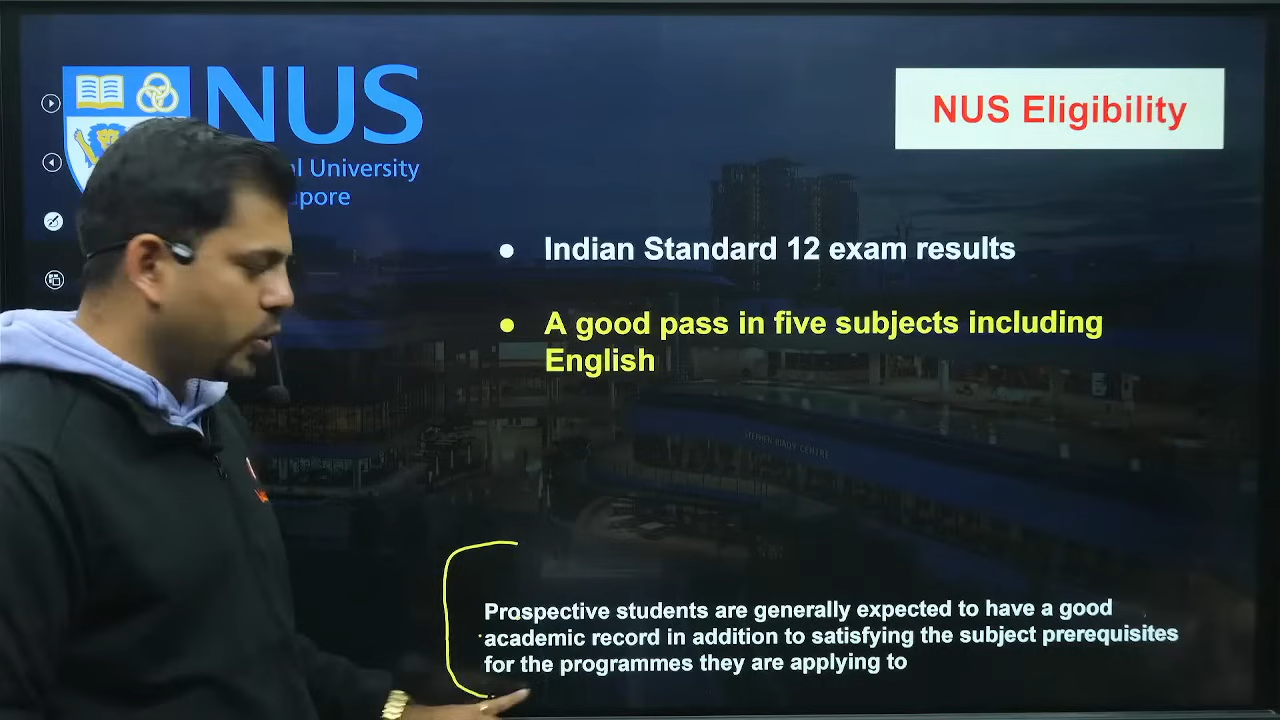 NUS
University
NUS Eligibility
● Indian Standard 12 exam results
● A good pass in five subjects including
English
Prospective students are generally expected to have a good
academic record in addition to satisfying the subject prerequisites
for the programmes they are applying to